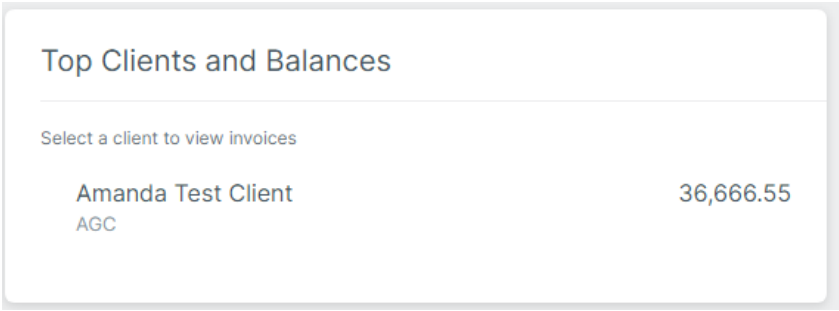 Top Clients and Balances
Select a client to view invoices
Amanda Test Client 36,666.55
AGC